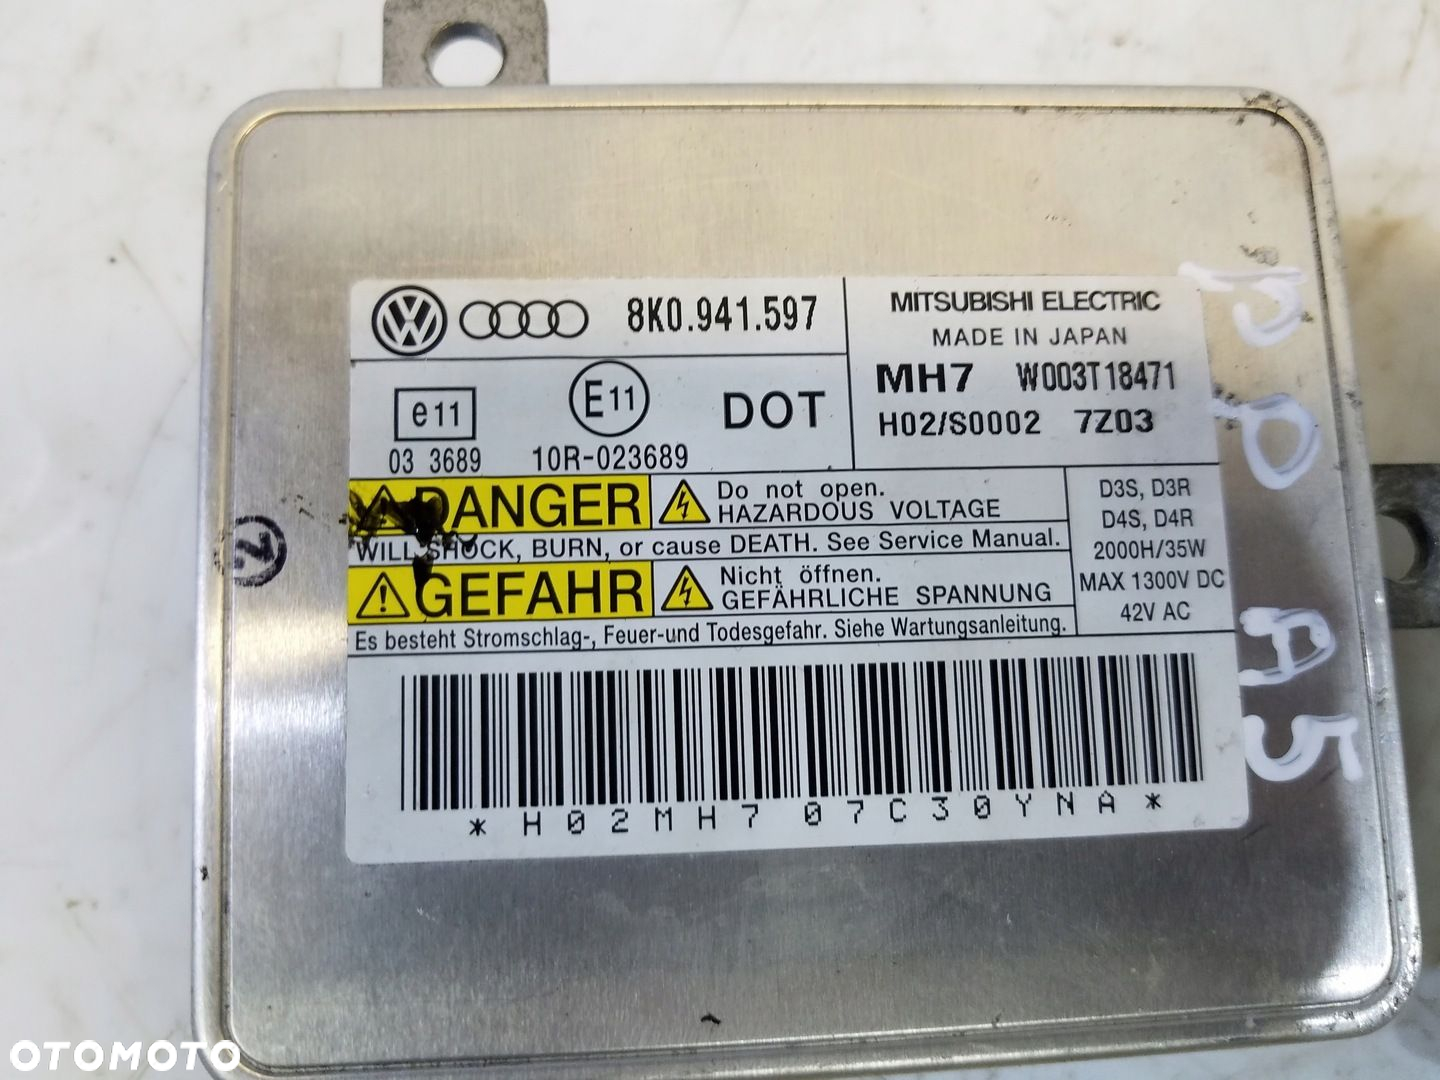 8K0.941.597
e11
E11
DOT
03 3689
10R-023689
MITSUBISHI ELECTRIC
MADE IN JAPAN
MH7 W003T18471
H02/S0002 7Z03
DANGER
Do not open.
HAZARDOUS VOLTAGE
WILL SHOCK, BURN, or cause DEATH. See Service Manual.
GEFAHR
Nicht öffnen.
GEFÄHRLICHE SPANNUNG
Es besteht Stromschlag-, Feuer-und Todesgefahr. Siehe Wartungsanleitung.
D3S, D3R
D4S, D4R
2000H/35W
MAX 1300V DC
42V AC
*H02MH707C30YNA*
A5
OTOMOTO